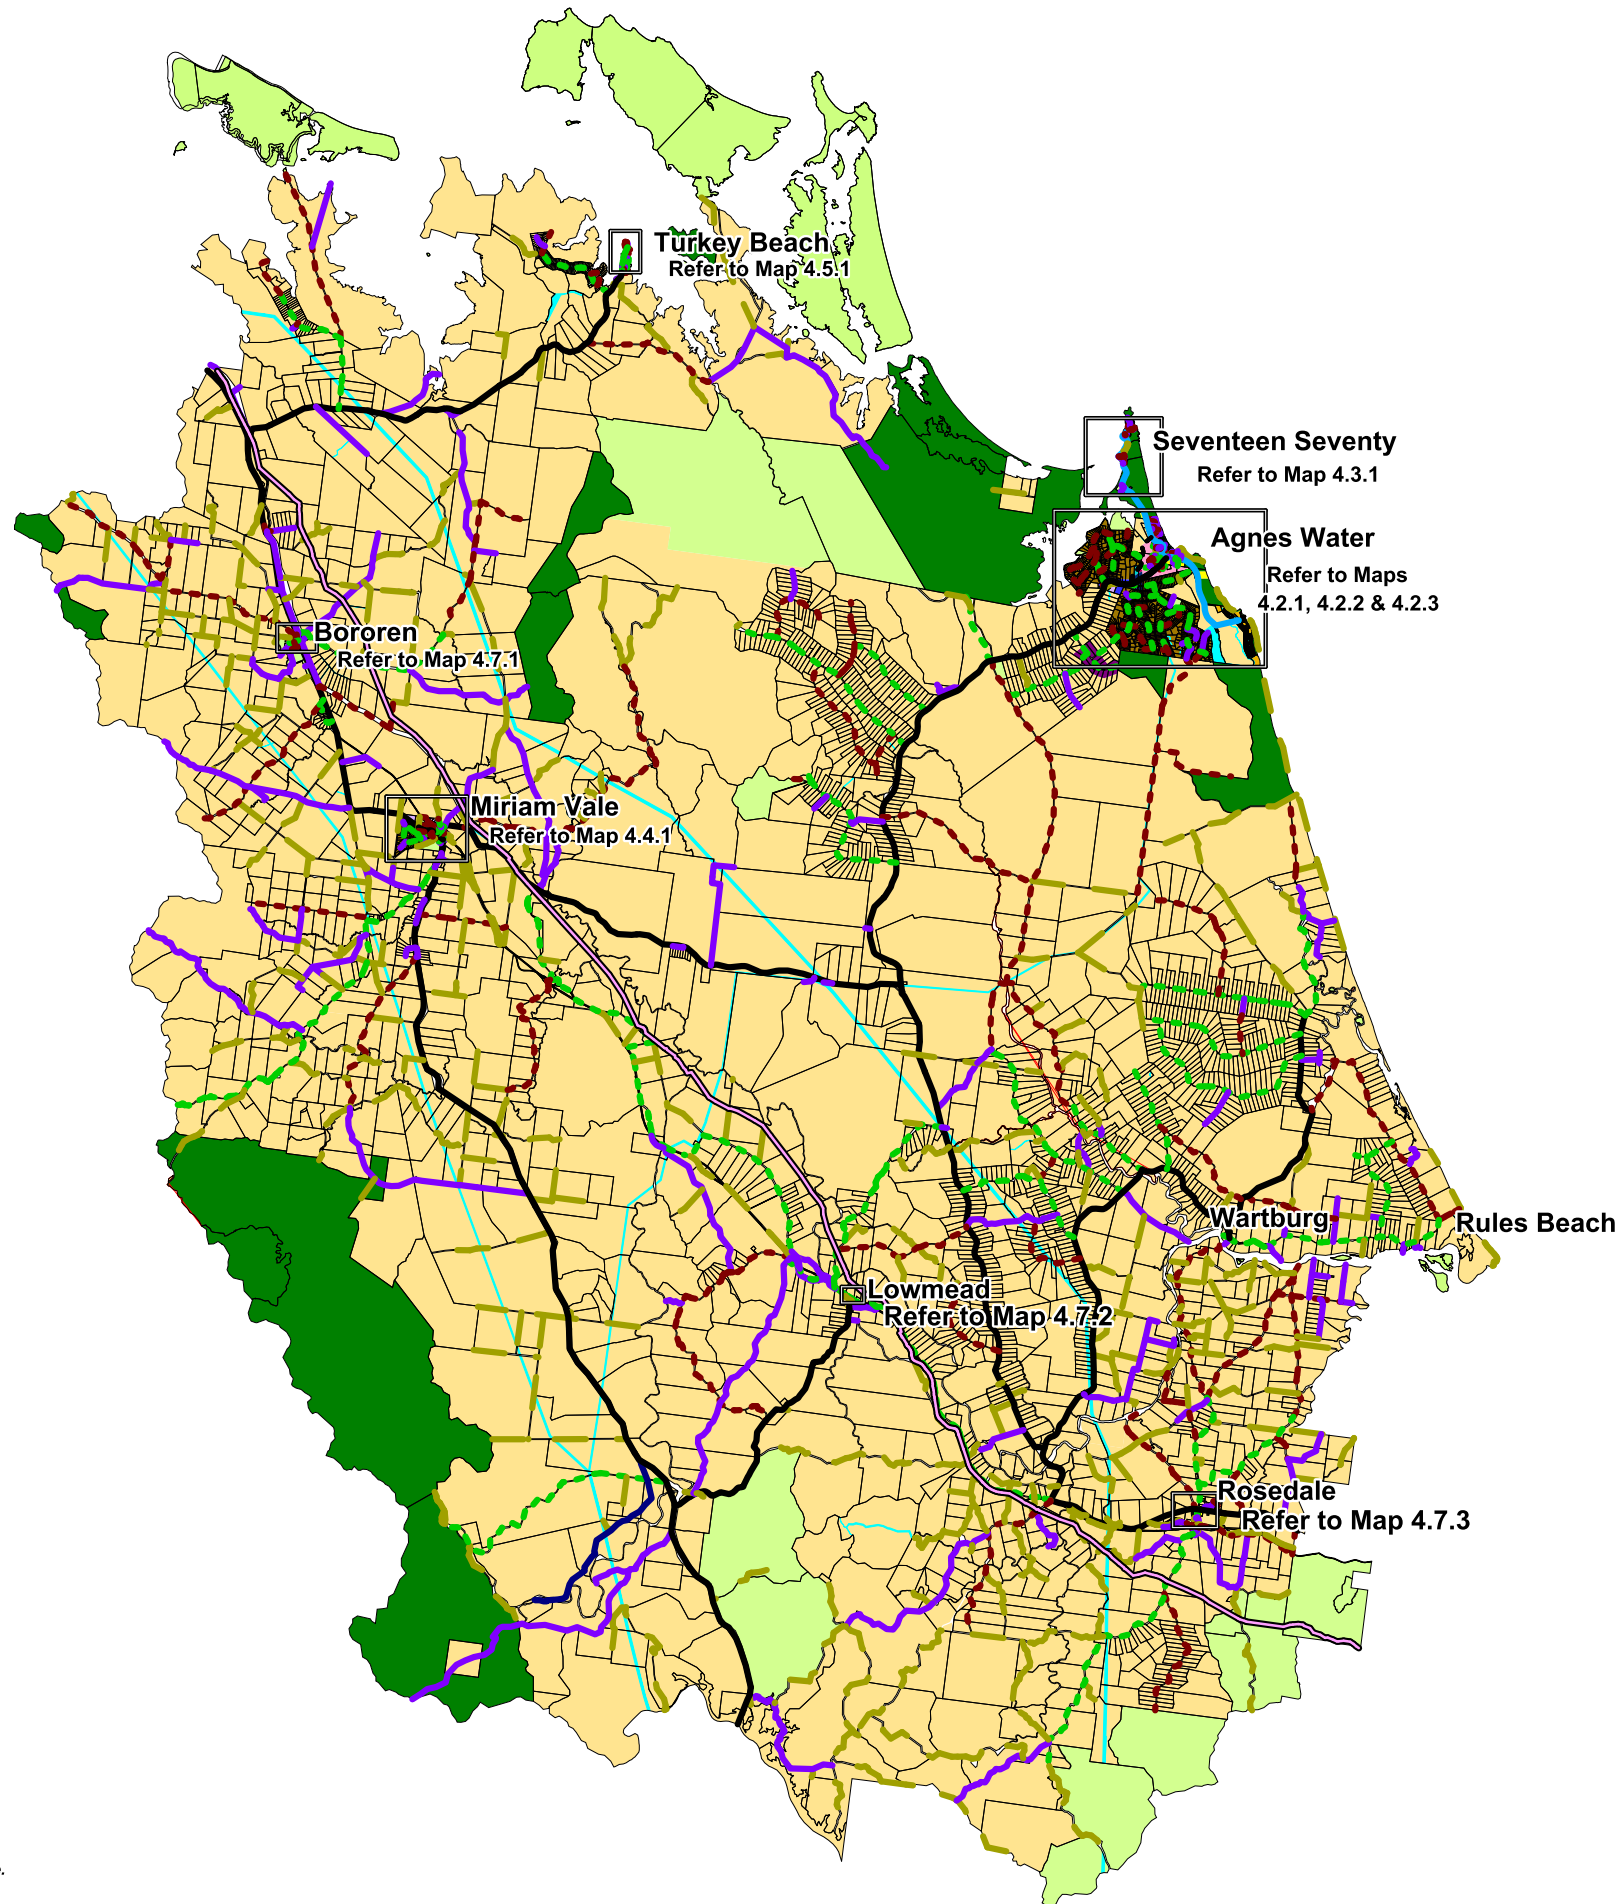 Turkey Beach
Refer to Map 4.5.1
Seventeen Seventy
Refer to Map 4.3.1
Agnes Water
Refer to Maps
4.2.1, 4.2.2 & 4.2.3
Bororen
Refer to Map 4.7.1
Miriam Vale
Refer to Map 4.4.1
Wartburg
Rules Beach
Lowmead
Refer to Map 4.7.2
Rosedale
Refer to Map 4.7.3